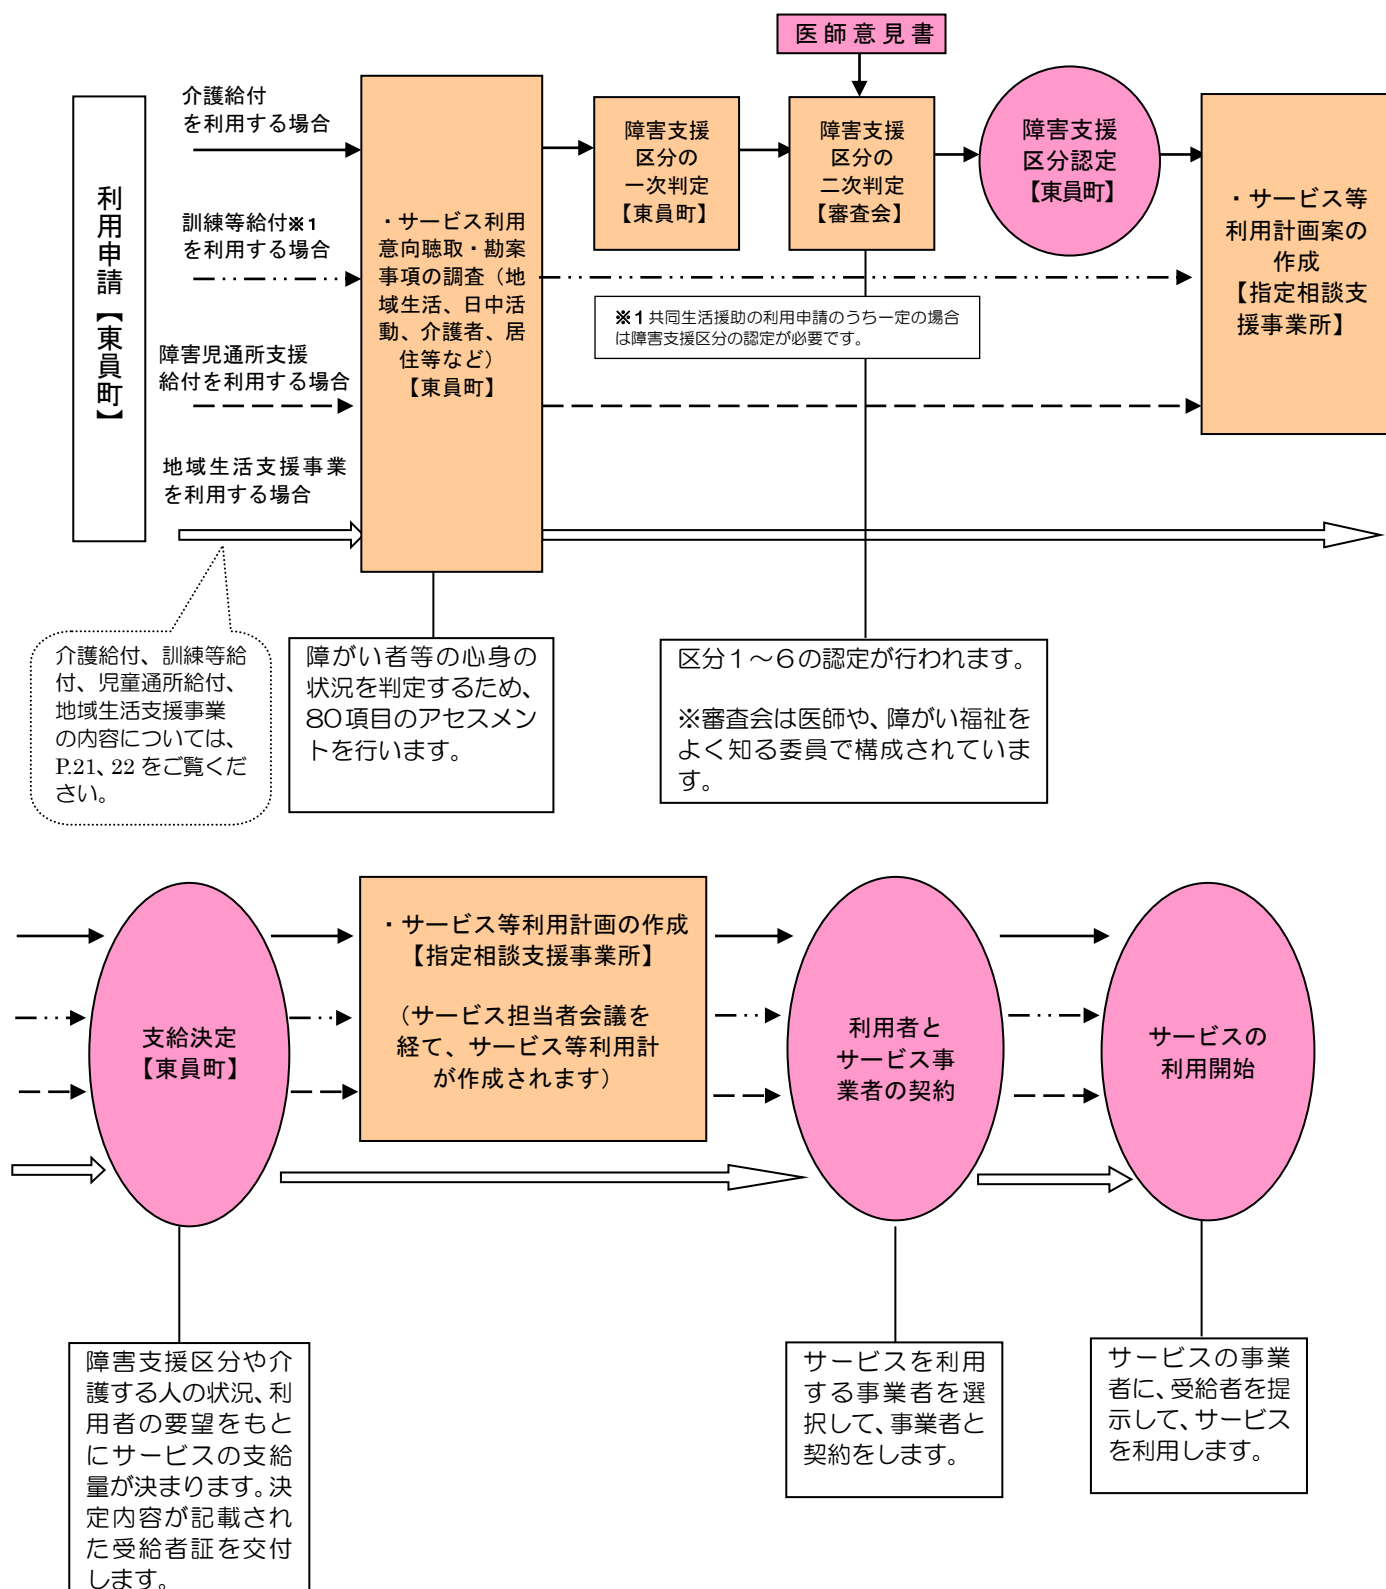 医師意見書
利用申請【東員町】
介護給付
を利用する場合
訓練等給付※1
を利用する場合
障害児通所支援
給付を利用する場合
地域生活支援事業
を利用する場合
・サービス利用
意向聴取・勘案
事項の調査（地
域生活、日中活
動、介護者、居
住等など）
【東員町】
障害支援
区分の
一次判定
【東員町】
障害支援
区分の
二次判定
【審査会】
障害支援
区分認定
【東員町】
・サービス等
利用計画案の
作成
【指定相談支
援事業所】
※1 共同生活援助の利用申請のうち一定の場合
は障害支援区分の認定が必要です。
介護給付、訓練等給
付、児童通所給付、
地域生活支援事業
の内容については、
P.21、22 をご覧くだ
さい。
障がい者等の心身の
状況を判定するため、
80項目のアセスメン
トを行います。
区分１～６の認定が行われます。
※審査会は医師や、障がい福祉を
よく知る委員で構成されていま
す。
支給決定
【東員町】
・サービス等利用計画の作成
【指定相談支援事業所】
（サービス担当者会議を
経て、サービス等利用計
が作成されます）
利用者と
サービス事
業者の契約
サービスの
利用開始
障害支援区分や介
護する人の状況、利
用者の要望をもと
にサービスの支給
量が決まります。決
定内容が記載され
た受給者証を交付
します。
サービスを利用
する事業者を選
択して、事業者と
契約をします。
サービスの事業
者に、受給者を提
示して、サービス
を利用します。